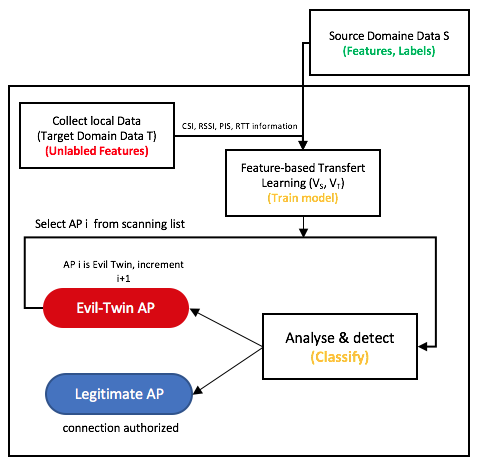 Source Domaine Data S
(Features, Labels)
Collect local Data
(Target Domain Data T)
(Unlabled Features)
CSI, RSSI, PIS, RTT information
Feature-based Transfert
Learning (Vs, VT)
(Train model)
Select AP i from scanning list
AP i is Evil Twin, increment
i+1
Evil-Twin AP
Analyse & detect
(Classify)
Legitimate AP
connection authorized